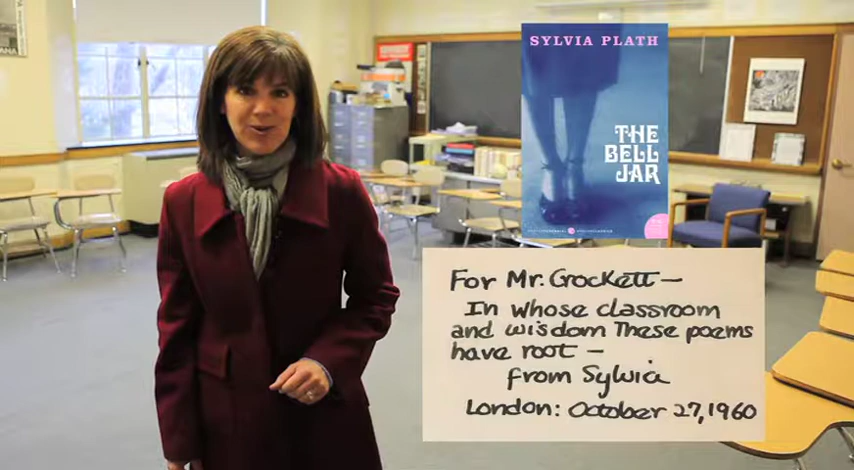 SYLVIA PLATH
THE
BELL
JAR
For Mr. Crockett—
In whose classroom
and wisdom These poems
have root—
from Sylvia
London: October 27, 1960